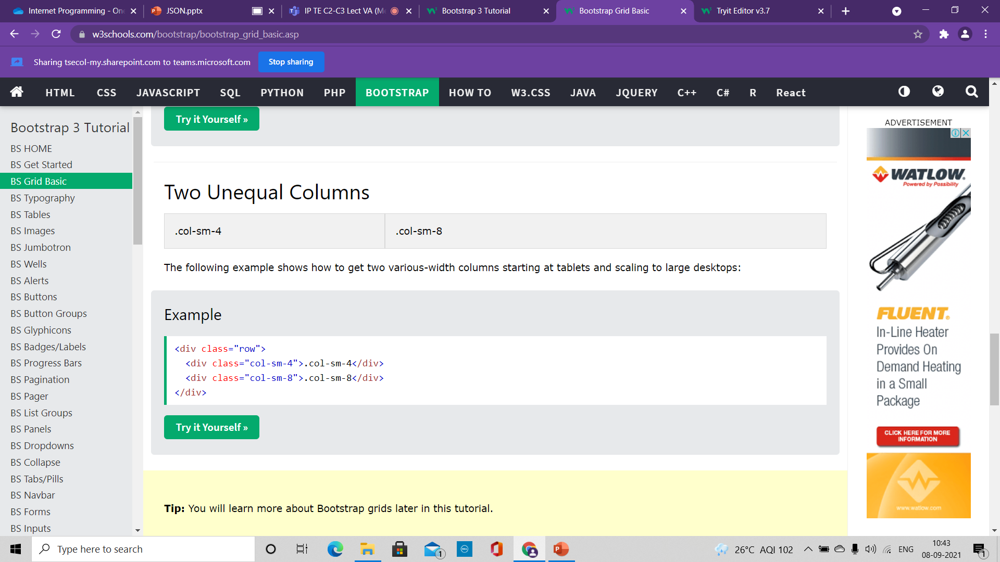 Internet Programming - On
JSON.pptx
IP TE C2-C3 Lect VA (M
Bootstrap 3 Tutorial
Bootstrap Grid Basic
Tryit Editor v3.7
w3schools.com/bootstrap/bootstrap_grid_basic.asp
Sharing tsecol-my.sharepoint.com to teams.microsoft.com
Stop sharing
HTML CSS JAVASCRIPT SQL PYTHON PHP BOOTSTRAP HOW TO W3.CSS JAVA JQUERY C++ C# R React
Bootstrap 3 Tutorial
BS HOME
BS Get Started
BS Grid Basic
BS Typography
BS Tables
BS Images
BS Jumbotron
BS Wells
BS Alerts
BS Buttons
BS Button Groups
BS Glyphicons
BS Badges/Labels
BS Progress Bars
BS Pagination
BS Pager
BS List Groups
BS Panels
BS Dropdowns
BS Collapse
BS Tabs/Pills
BS Navbar
BS Forms
BS Inputs
Try it Yourself »
Two Unequal Columns
.col-sm-4
.col-sm-8
The following example shows how to get two various-width columns starting at tablets and scaling to large desktops:
Example
<div class="row">
<div class="col-sm-4">.col-sm-4</div>
<div class="col-sm-8">.col-sm-8</div>
</div>
Try it Yourself »
Tip: You will learn more about Bootstrap grids later in this tutorial.
ADVERTISEMENT
WATLOW.
Powered by Possibility
FLUENT.
In-Line Heater
Provides On
Demand Heating
in a Small
Package
CLICK HERE FOR MORE
INFORMATION
www.watlow.com
Type here to search
1
DELL
26°C AQI 102
ENG
10:43
08-09-2021
1